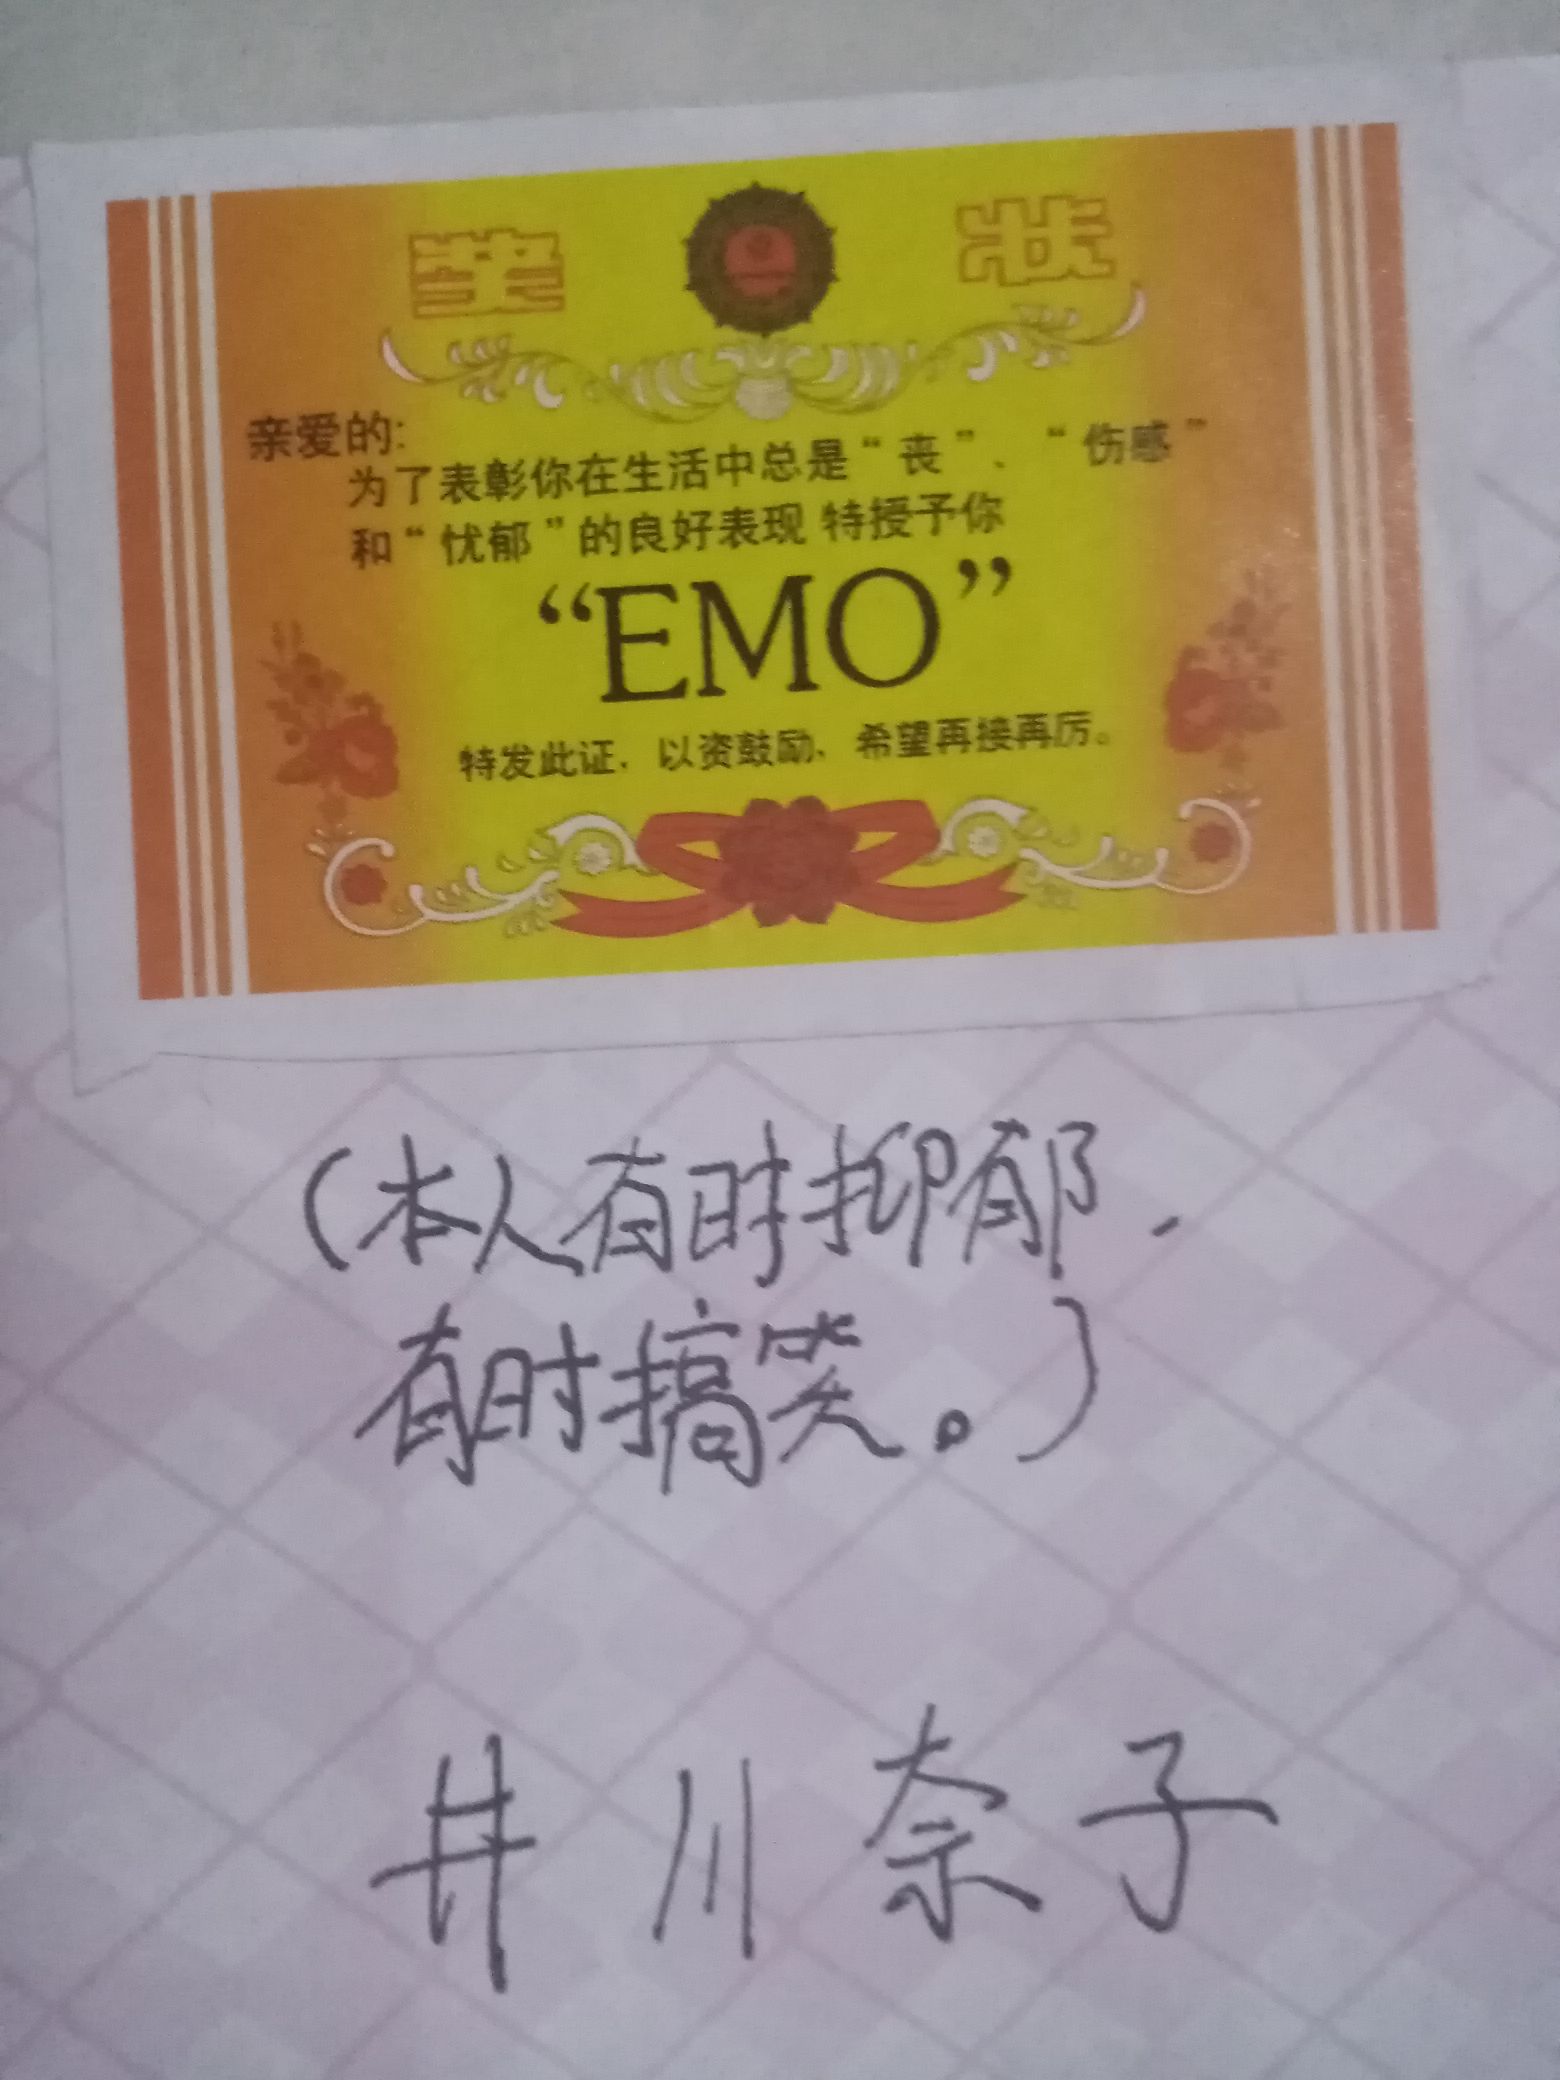 奖 状
亲爱的:
为了表彰你在生活中总是“丧”、“伤感”
和“忧郁”的良好表现 特授予你
“EMO”
特发此证，以资鼓励，希望再接再厉。
(本人有时抑郁，
有时搞笑。)
井川奈子